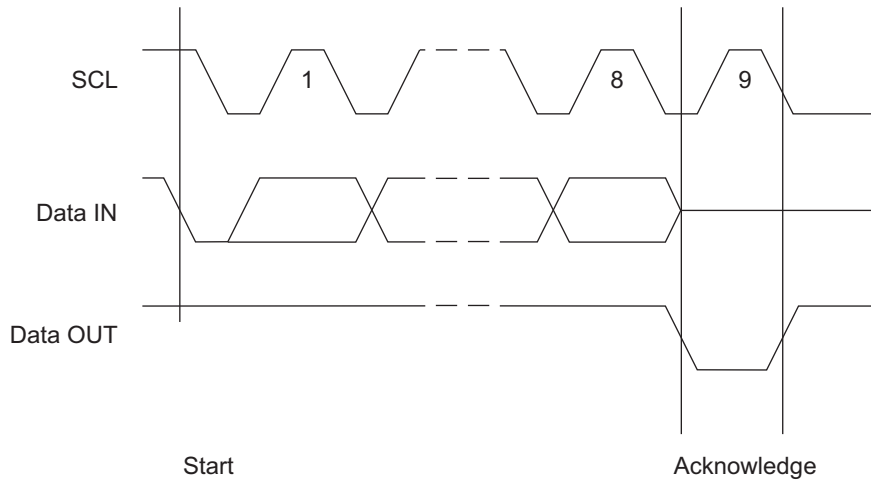 SCL
1
8
9
Data IN
Data OUT
Start
Acknowledge